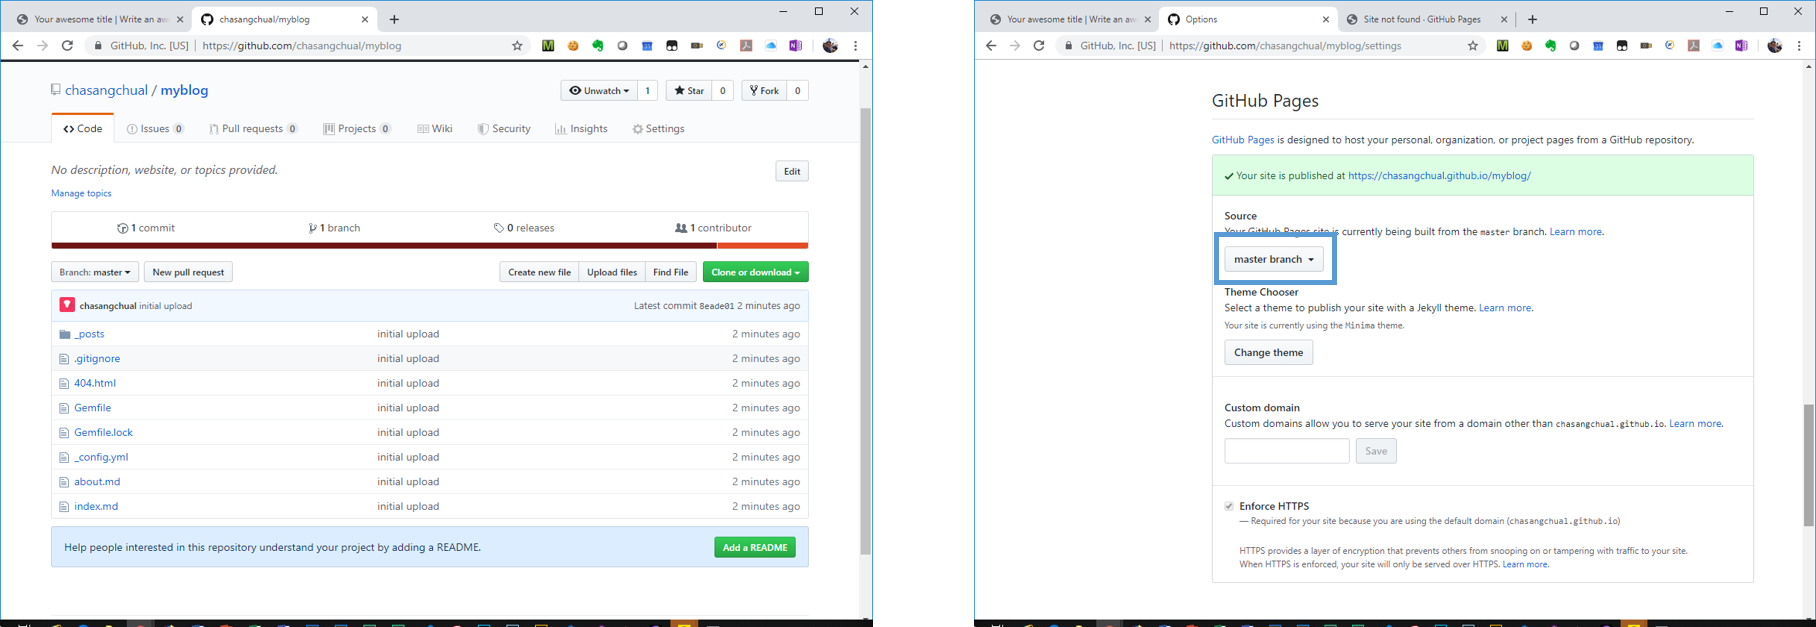 Your awesome title | Write an aw
chasangchual/myblog
GitHub, Inc. [US] | https://github.com/chasangchual/myblog
chasangchual / myblog
Unwatch 1
Star 0
Fork 0
Code
Issues 0
Pull requests 0
Projects 0
Wiki
Security
Insights
Settings
No description, website, or topics provided.
Edit
Manage topics
1 commit
1 branch
0 releases
1 contributor
Branch: master
New pull request
Create new file
Upload files
Find File
Clone or download
chasangchual initial upload
Latest commit 8eade01 2 minutes ago
_posts initial upload 2 minutes ago
.gitignore initial upload 2 minutes ago
404.html initial upload 2 minutes ago
Gemfile initial upload 2 minutes ago
Gemfile.lock initial upload 2 minutes ago
_config.yml initial upload 2 minutes ago
about.md initial upload 2 minutes ago
index.md initial upload 2 minutes ago
Help people interested in this repository understand your project by adding a README.
Add a README
Your awesome title | Write an aw
Options
Site not found · GitHub Pages
GitHub, Inc. [US] | https://github.com/chasangchual/myblog/settings
GitHub Pages
GitHub Pages is designed to host your personal, organization, or project pages from a GitHub repository.
Your site is published at https://chasangchual.github.io/myblog/
Source
Your GitHub Pages site is currently being built from the master branch. Learn more.
master branch
Theme Chooser
Select a theme to publish your site with a Jekyll theme. Learn more.
Your site is currently using the Minima theme.
Change theme
Custom domain
Custom domains allow you to serve your site from a domain other than chasangchual.github.io. Learn more.
Save
Enforce HTTPS
— Required for your site because you are using the default domain (chasangchual.github.io)
HTTPS provides a layer of encryption that prevents others from snooping on or tampering with traffic to your site.
When HTTPS is enforced, your site will only be served over HTTPS. Learn more.